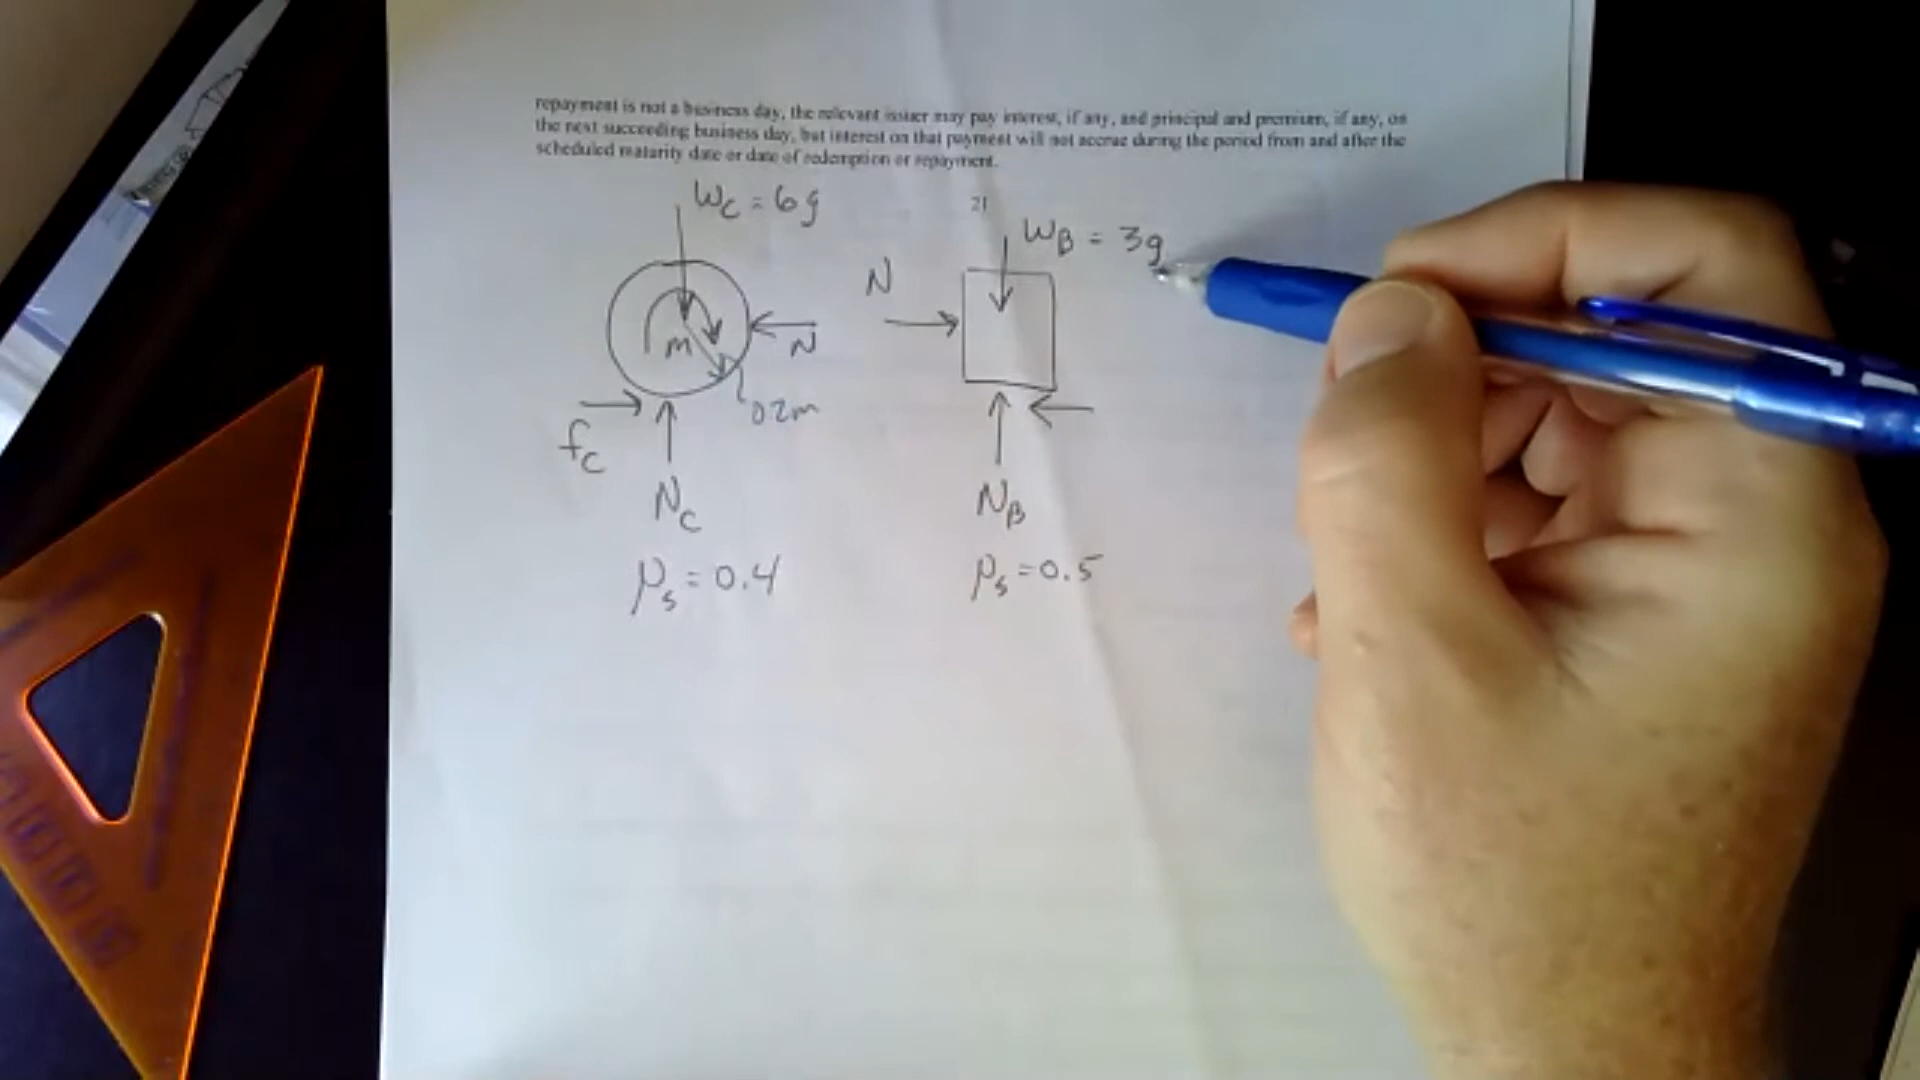 repayment is not a business day, the relevant issuer may pay interest, if any, and principal and premium, if any, on
the next succeeding business day, but interest on that payment will not accrue during the period from and after the
scheduled maturity date or date of redemption or repayment.
21
Wc = 6g
WB = 3g
N
N
m
02m
fc
Nc
NB
μs = 0.4
μs = 0.5